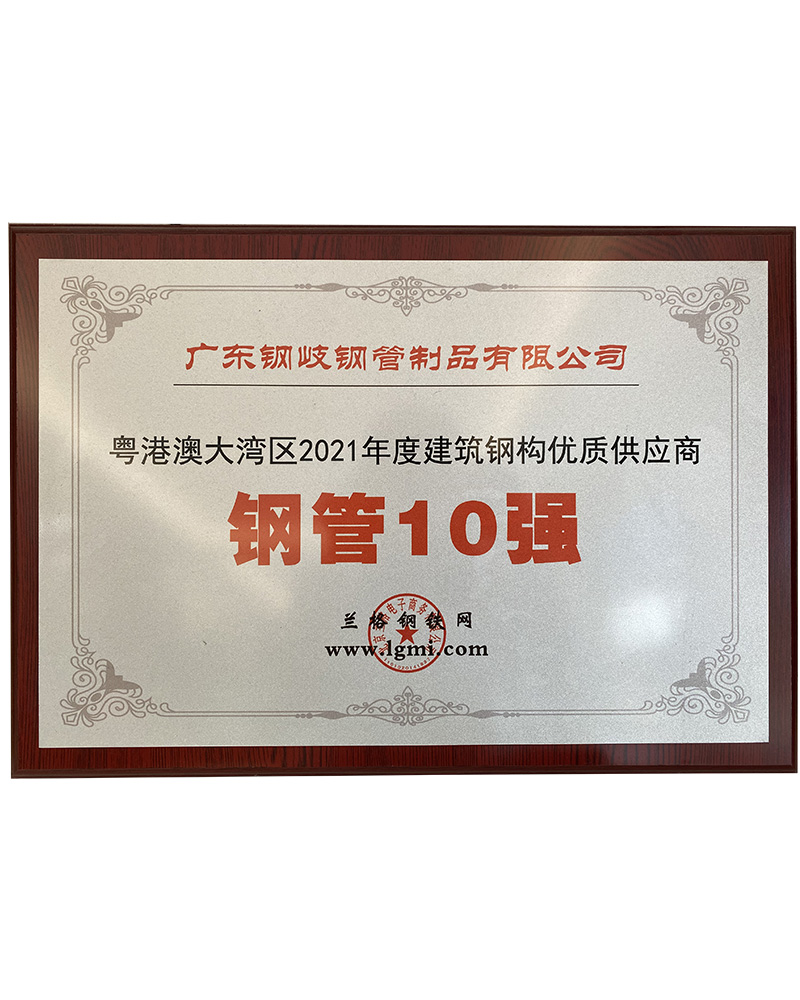 广东钢岐钢管制品有限公司
粤港澳大湾区2021年度建筑钢构优质供应商
钢管10强
兰格钢铁网
www.lgmi.com